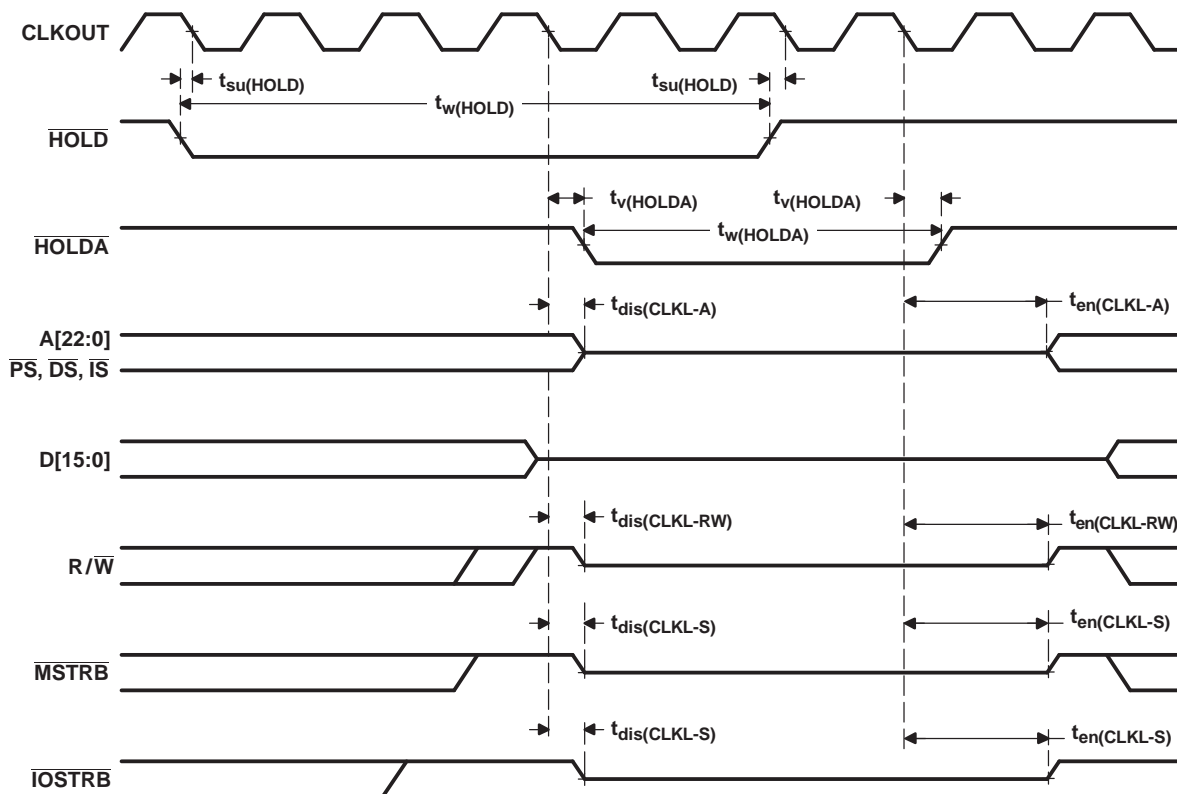 CLKOUT
tsu(HOLD)
tsu(HOLD)
tw(HOLD)
HOLD
tv(HOLDA)
tv(HOLDA)
tw(HOLDA)
HOLDA
tdis(CLKL-A)
ten(CLKL-A)
A[22:0]
PS, DS, IS
D[15:0]
tdis(CLKL-RW)
ten(CLKL-RW)
R/W
tdis(CLKL-S)
ten(CLKL-S)
MSTRB
tdis(CLKL-S)
ten(CLKL-S)
IOSTRB